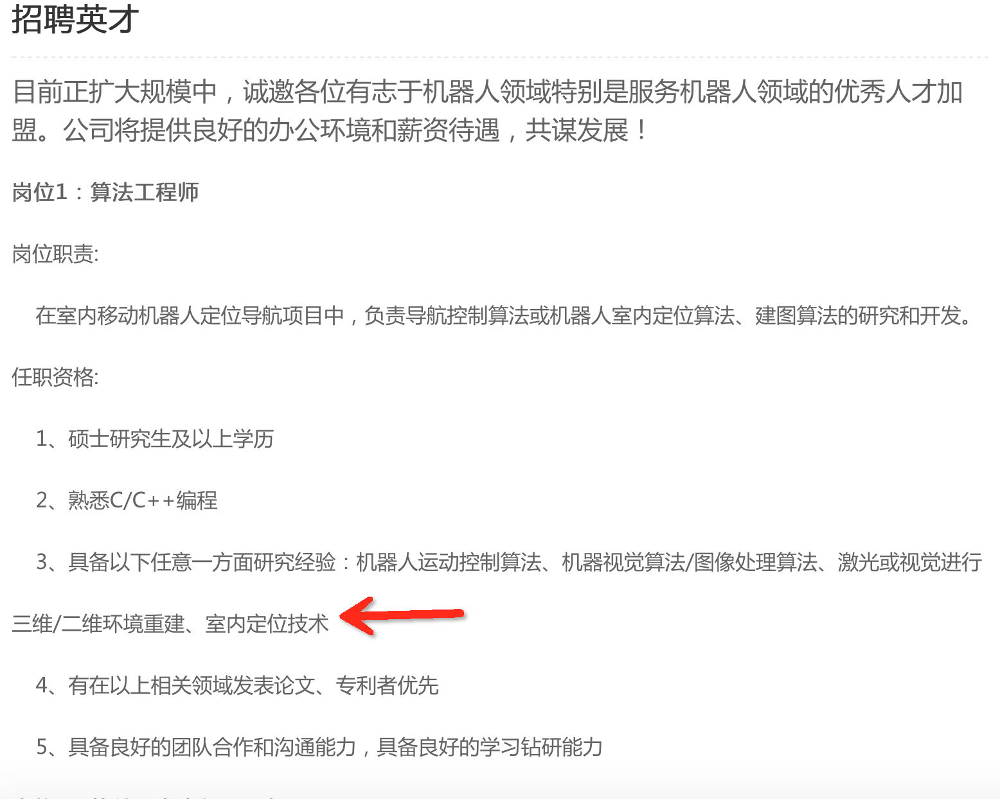 招聘英才
目前正扩大规模中，诚邀各位有志于机器人领域特别是服务机器人领域的优秀人才加
盟。公司将提供良好的办公环境和薪资待遇，共谋发展！
岗位1：算法工程师
岗位职责:
在室内移动机器人定位导航项目中，负责导航控制算法或机器人室内定位算法、建图算法的研究和开发。
任职资格:
1、硕士研究生及以上学历
2、熟悉C/C++编程
3、具备以下任意一方面研究经验：机器人运动控制算法、机器视觉算法/图像处理算法、激光或视觉进行
三维/二维环境重建、室内定位技术
4、有在以上相关领域发表论文、专利者优先
5、具备良好的团队合作和沟通能力，具备良好的学习钻研能力